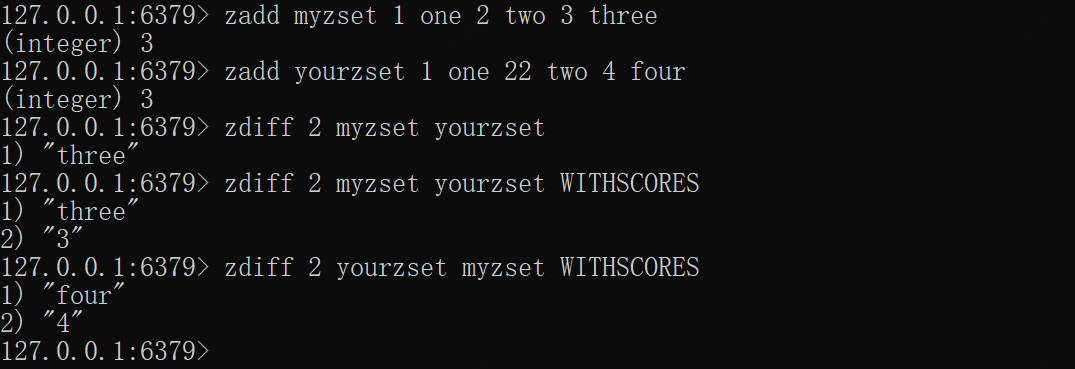 127.0.0.1:6379> zadd myzset 1 one 2 two 3 three
(integer) 3
127.0.0.1:6379> zadd yourzset 1 one 22 two 4 four
(integer) 3
127.0.0.1:6379> zdiff 2 myzset yourzset
1) "three"
127.0.0.1:6379> zdiff 2 myzset yourzset WITHSCORES
1) "three"
2) "3"
127.0.0.1:6379> zdiff 2 yourzset myzset WITHSCORES
1) "four"
2) "4"
127.0.0.1:6379>